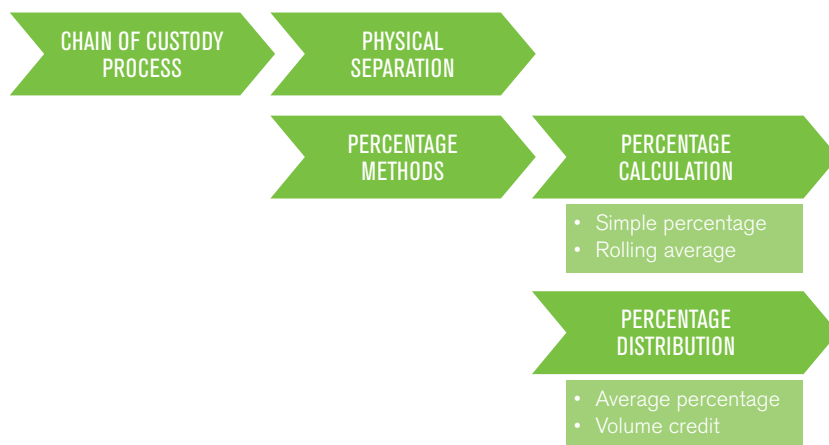 CHAIN OF CUSTODY
PROCESS
PHYSICAL
SEPARATION
PERCENTAGE
METHODS
PERCENTAGE
CALCULATION
• Simple percentage
• Rolling average
PERCENTAGE
DISTRIBUTION
• Average percentage
• Volume credit